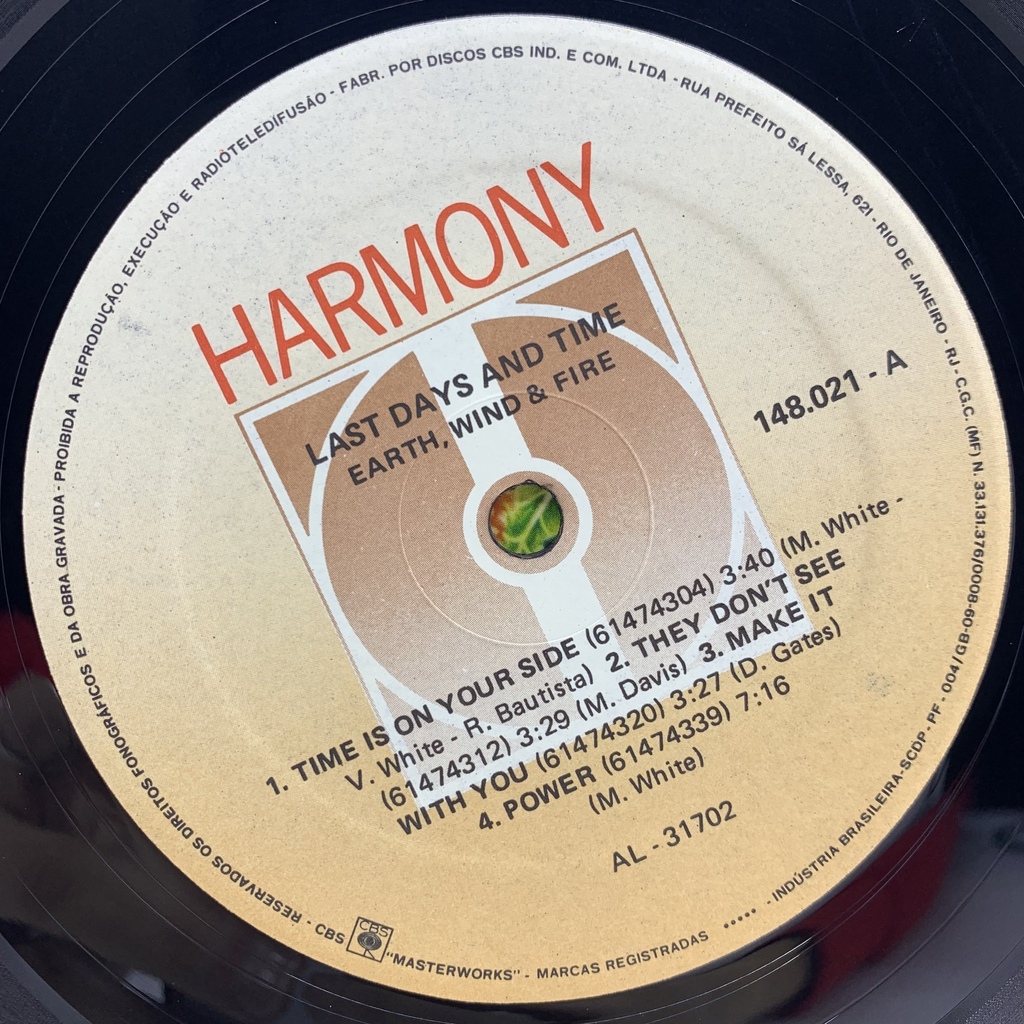 HARMONY
LAST DAYS AND TIME
EARTH, WIND & FIRE
148.021 - A
1. TIME IS ON YOUR SIDE (61474304) 3:40 (M. White -
V. White - R. Bautista) 2. THEY DON'T SEE
(61474312) 3:29 (M. Davis) 3. MAKE IT
WITH YOU (61474320) 3:27 (D. Gates)
4. POWER (61474339) 7:16
(M. White)
AL - 31702
RESERVADOS OS DIREITOS FONOGRÁFICOS E DA OBRA GRAVADA - PROIBIDA A REPRODUÇÃO, EXECUÇÃO E RADIOTELEDIFUSÃO - FABR. POR DISCOS CBS IND. E COM. LTDA - RUA PREFEITO SÁ LESSA, 621 - RIO DE JANEIRO - RJ - C.G.C. (MF) N. 33.131.376/0008-60 - PF - 004/GB - SCDP - INDÚSTRIA BRASILEIRA -
CBS CBS "MASTERWORKS" - MARCAS REGISTRADAS •••••